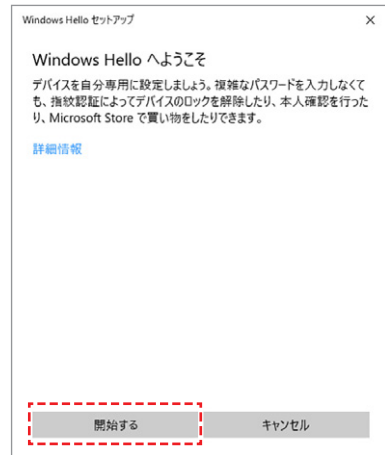 Windows Hello セットアップ
Windows Hello へようこそ
デバイスを自分専用に設定しましょう。複雑なパスワードを入力しなくて
も、指紋認証によってデバイスのロックを解除したり、本人確認を行った
り、Microsoft Store で買い物をしたりできます。
詳細情報
開始する
キャンセル